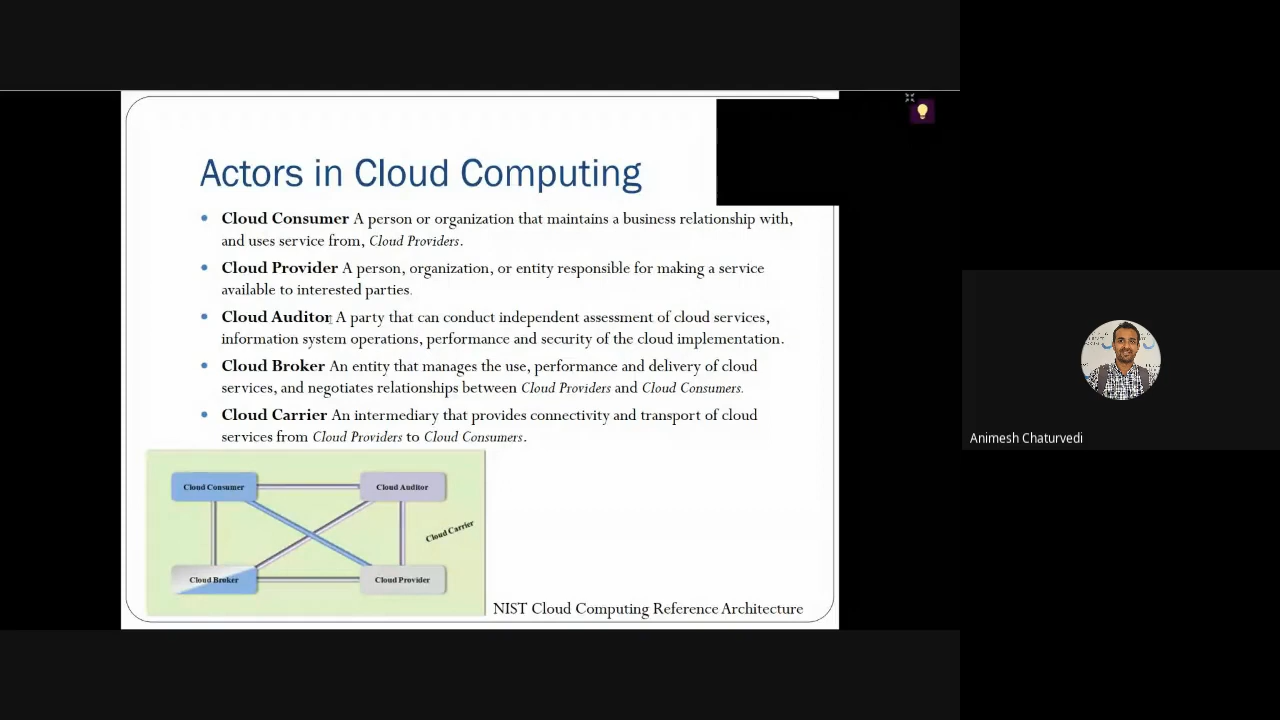 Actors in Cloud Computing
Cloud Consumer A person or organization that maintains a business relationship with,
and uses service from, Cloud Providers.
Cloud Provider A person, organization, or entity responsible for making a service
available to interested parties.
Cloud Auditor A party that can conduct independent assessment of cloud services,
information system operations, performance and security of the cloud implementation.
Cloud Broker An entity that manages the use, performance and delivery of cloud
services, and negotiates relationships between Cloud Providers and Cloud Consumers.
Cloud Carrier An intermediary that provides connectivity and transport of cloud
services from Cloud Providers to Cloud Consumers.
Cloud Consumer
Cloud Auditor
Cloud Carrier
Cloud Broker
Cloud Provider
NIST Cloud Computing Reference Architecture
Animesh Chaturvedi